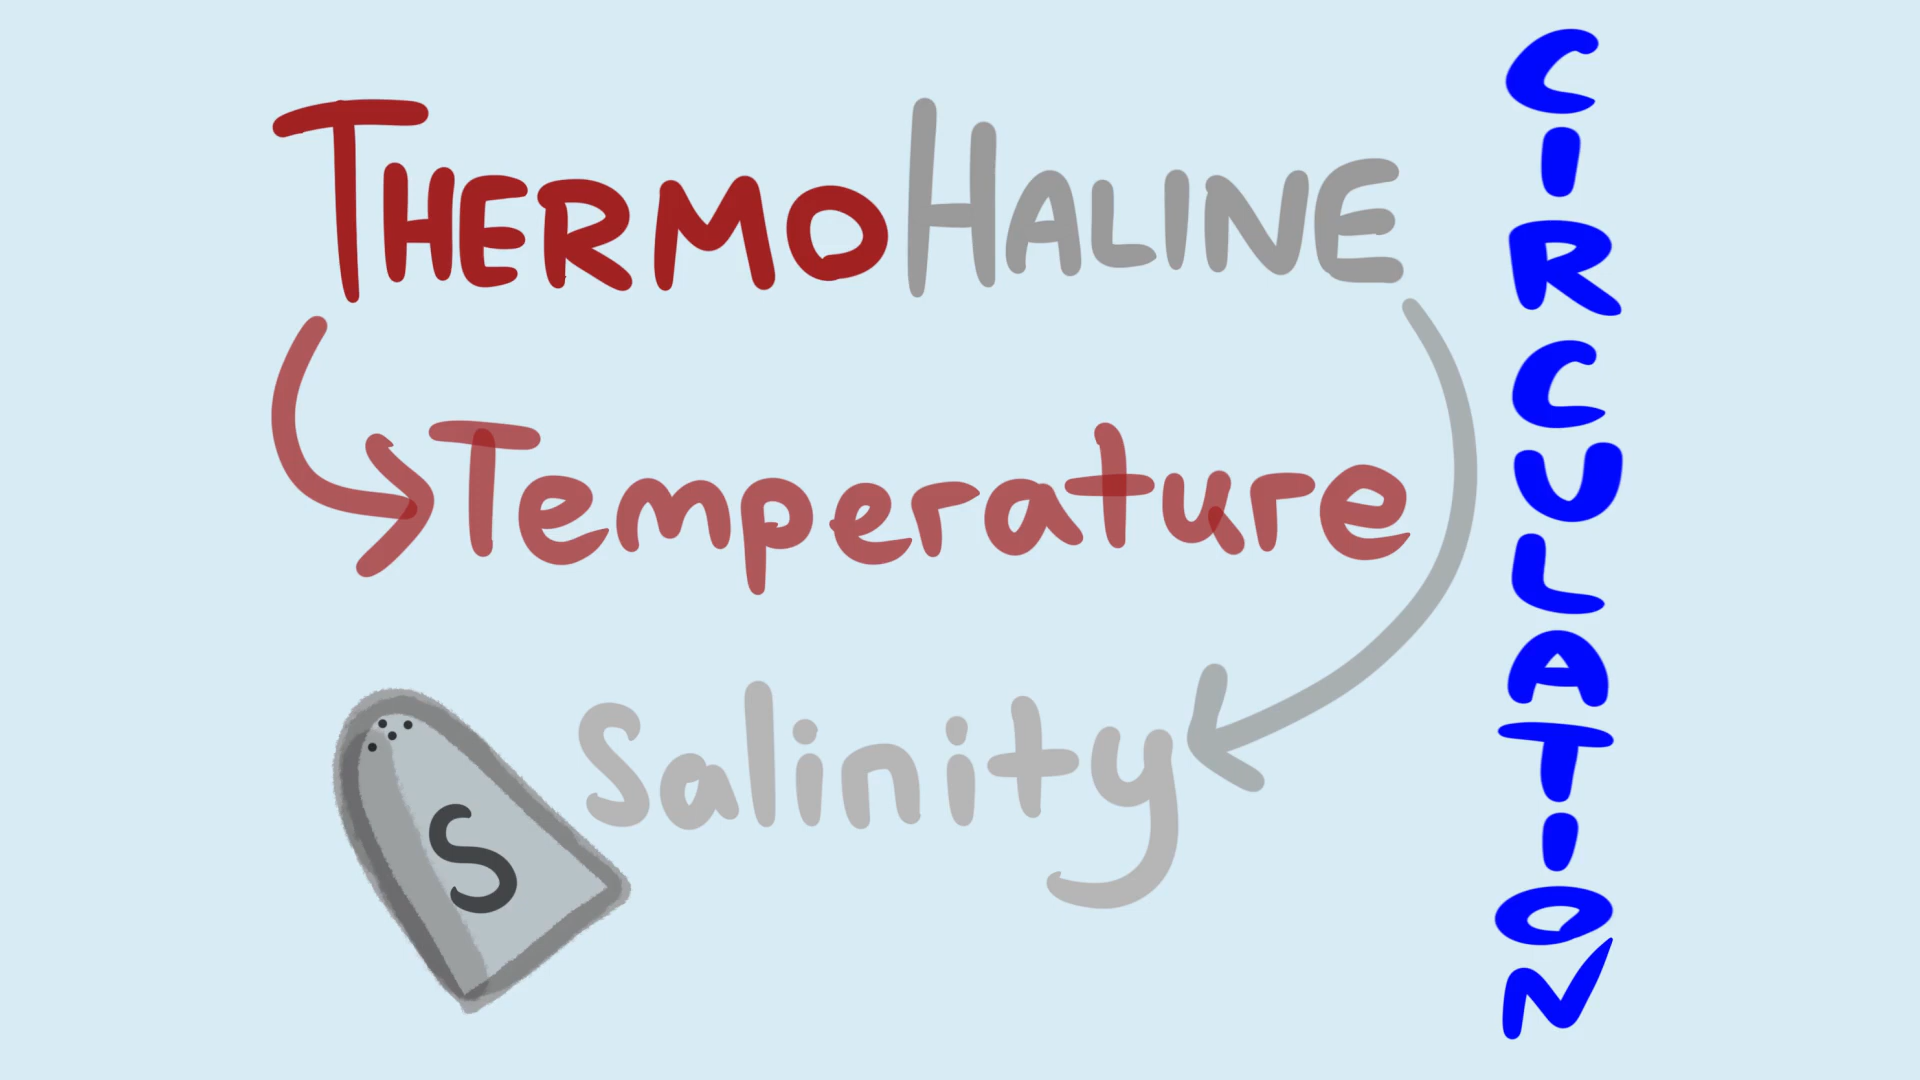 THERMOHALINE
Temperature
Salinity
S
CIRCULATION